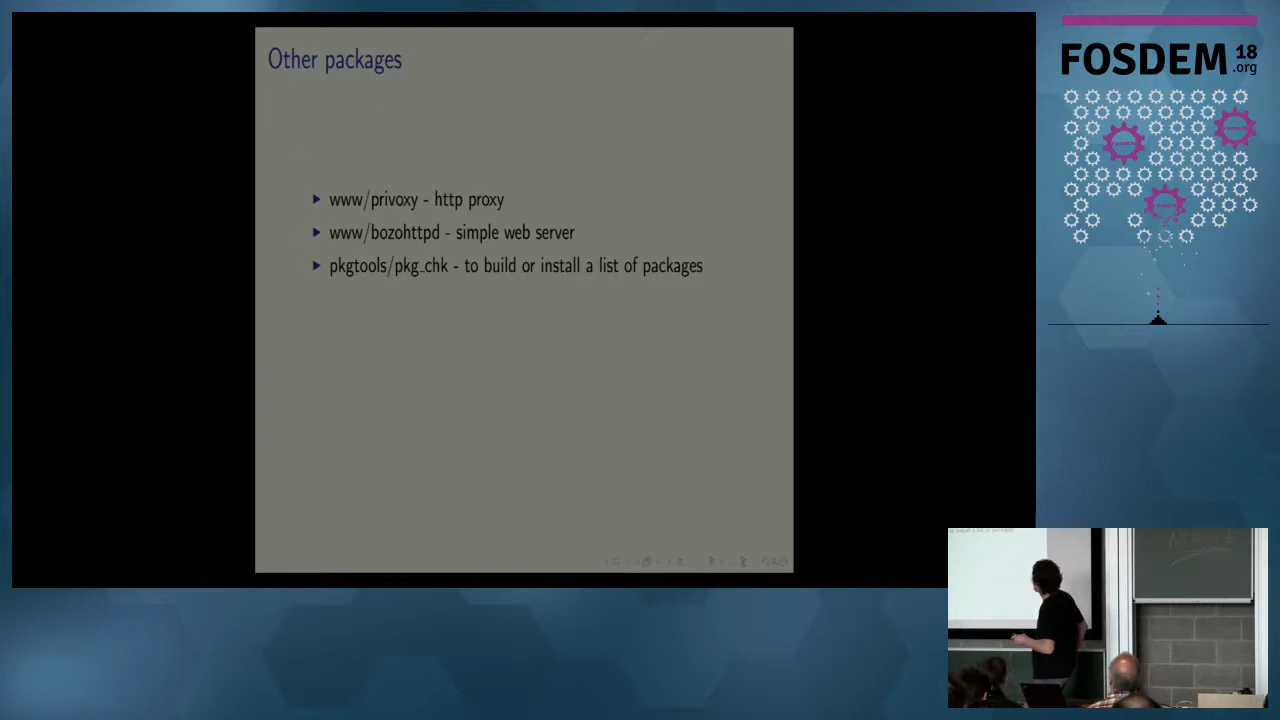 Other packages
www/privoxy - http proxy
www/bozohttpd - simple web server
pkgtools/pkg_chk - to build or install a list of packages
FOSDEM 18
.org